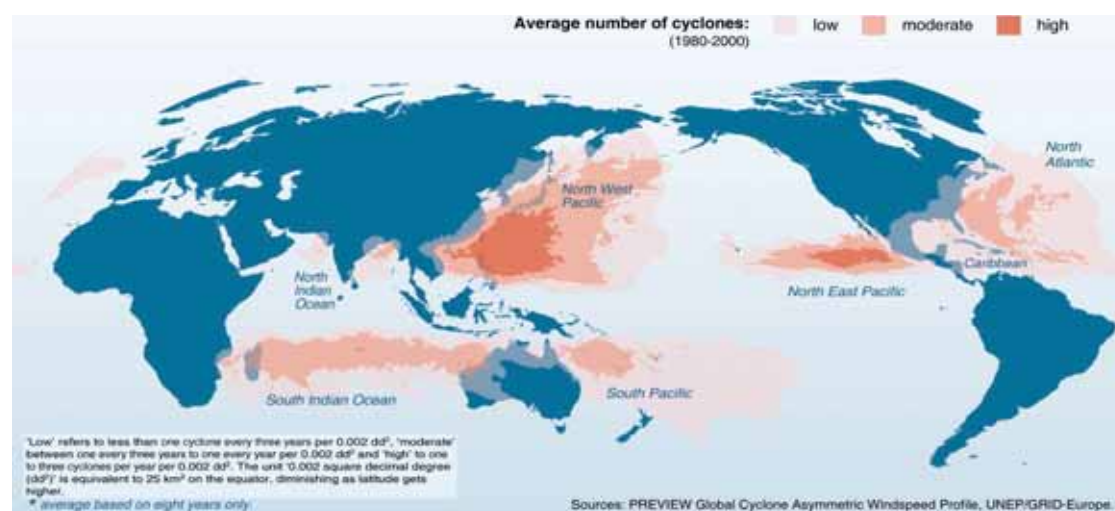 Average number of cyclones:
(1980-2000)
low
moderate
high
North
Atlantic
North West
Pacific
North
Indian
Ocean
Caribbean
North East Pacific
South Indian Ocean
South Pacific
'Low' refers to less than one cyclone every three years per 0.002 dd², 'moderate'
between one every three years to one every year per 0.002 dd² and 'high' to one
to three cyclones per year per 0.002 dd². The unit '0.002 square decimal degree
(dd²)' is equivalent to 25 km² on the equator, diminishing as latitude gets
higher.
* average based on eight years only
Sources: PREVIEW Global Cyclone Asymmetric Windspeed Profile, UNEP/GRID-Europe.